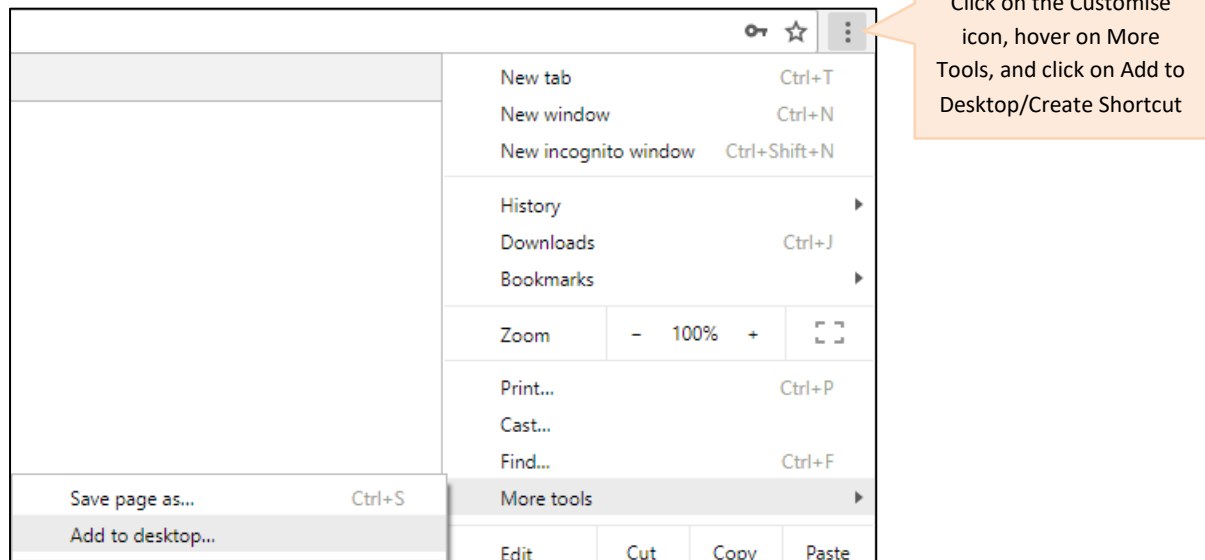 Click on the Customise
icon, hover on More
Tools, and click on Add to
Desktop/Create Shortcut
New tab Ctrl+T
New window Ctrl+N
New incognito window Ctrl+Shift+N
History
Downloads Ctrl+J
Bookmarks
Zoom - 100% +
Print... Ctrl+P
Cast...
Find... Ctrl+F
Save page as... Ctrl+S More tools
Add to desktop...
Edit Cut Copy Paste